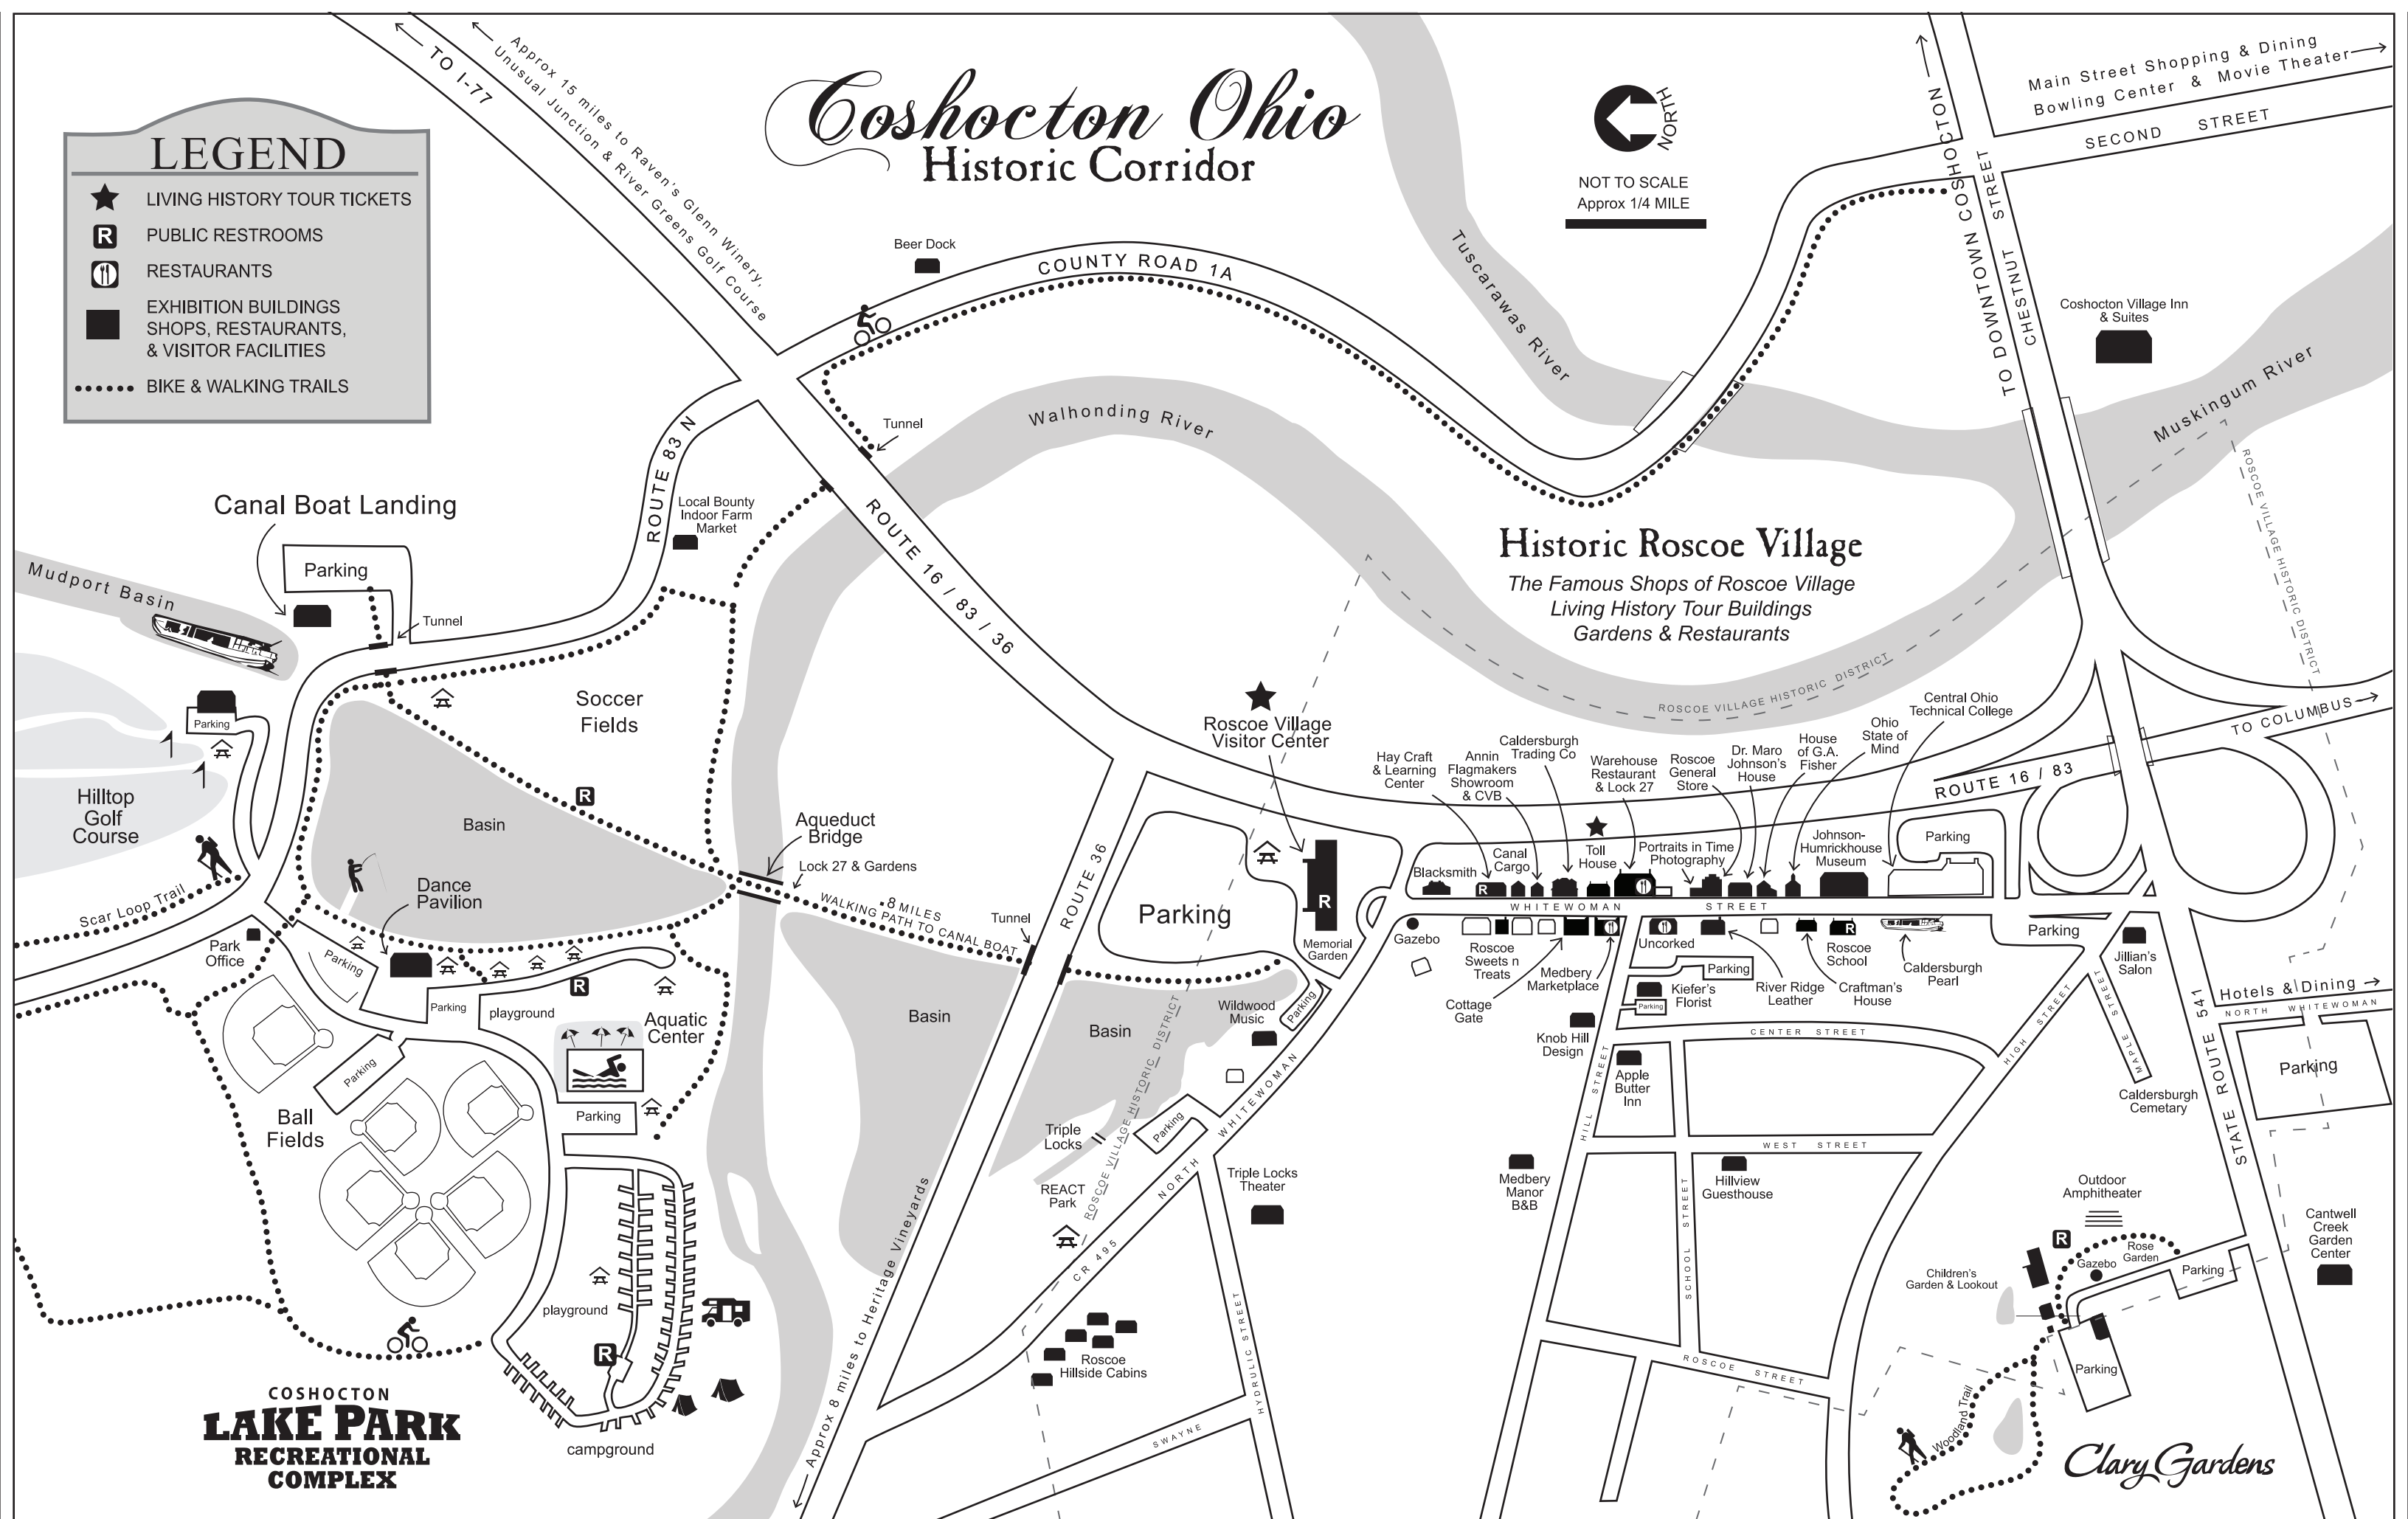 Coshocton Ohio
Historic Corridor
LEGEND
LIVING HISTORY TOUR TICKETS
R
PUBLIC RESTROOMS
RESTAURANTS
EXHIBITION BUILDINGS
SHOPS, RESTAURANTS,
& VISITOR FACILITIES
BIKE & WALKING TRAILS
TO I-77
Approx 15 miles to Raven's Glenn Winery,
Unusual Junction & River Greens Golf Course
NORTH
NOT TO SCALE
Approx 1/4 MILE
Main Street Shopping & Dining
Bowling Center & Movie Theater
SECOND STREET
TO DOWNTOWN COSHOCTON
CHESTNUT STREET
Beer Dock
COUNTY ROAD 1A
Tuscarawas River
Walhonding River
Muskingum River
Coshocton Village Inn
& Suites
Tunnel
ROUTE 83 N
ROUTE 16 / 83 / 36
Local Bounty
Indoor Farm
Market
Canal Boat Landing
Parking
Mudport Basin
Tunnel
Historic Roscoe Village
The Famous Shops of Roscoe Village
Living History Tour Buildings
Gardens & Restaurants
ROSCOE VILLAGE HISTORIC DISTRICT
ROSCOE VILLAGE HISTORIC DISTRICT
TO COLUMBUS
ROUTE 16 / 83
Parking
Hilltop
Golf
Course
Scar Loop Trail
Soccer
Fields
R
Basin
Dance
Pavilion
Aqueduct
Bridge
Lock 27 & Gardens
.8 MILES
WALKING PATH TO CANAL BOAT
Tunnel
ROUTE 36
Roscoe Village
Visitor Center
R
Parking
Memorial
Garden
Hay Craft
& Learning
Center
Annin
Flagmakers
Showroom
& CVB
Caldersburgh
Trading Co
Warehouse
Restaurant
& Lock 27
Roscoe
General
Store
Dr. Maro
Johnson's
House
House
of G.A.
Fisher
Ohio
State of
Mind
Central Ohio
Technical College
Blacksmith
Canal
Cargo
R
Toll
House
Portraits in Time
Photography
Johnson-
Humrickhouse
Museum
Parking
WHITEWOMAN STREET
Gazebo
Roscoe
Sweets n
Treats
Cottage
Gate
Medbery
Marketplace
Uncorked
Parking
Kiefer's
Florist
Parking
River Ridge
Leather
Craftman's
House
Roscoe
School
R
Caldersburgh
Pearl
Parking
Jillian's
Salon
Knob Hill
Design
Apple
Butter
Inn
CENTER STREET
HIGH STREET
MAPLE STREET
Caldersburgh
Cemetary
STATE ROUTE 541
Hotels & Dining
NORTH WHITEWOMAN
Parking
HILL STREET
WEST STREET
SCHOOL STREET
ROSCOE STREET
Medbery
Manor
B&B
Hillview
Guesthouse
Park
Office
Parking
Parking
playground
R
Aquatic
Center
Parking
Parking
Ball
Fields
playground
R
campground
COSHOCTON
LAKE PARK
RECREATIONAL
COMPLEX
Basin
Basin
Wildwood
Music
Parking
Parking
Triple
Locks
ROSCOE VILLAGE HISTORIC DISTRICT
REACT
Park
CR 495
NORTH WHITEWOMAN
Triple Locks
Theater
HYDRULIC STREET
SWAYNE
Roscoe
Hillside Cabins
Approx 8 miles to Heritage Vineyards
Outdoor
Amphitheater
R
Rose
Garden
Gazebo
Children's
Garden & Lookout
Parking
Parking
Woodland Trail
Cantwell
Creek
Garden
Center
Clary Gardens